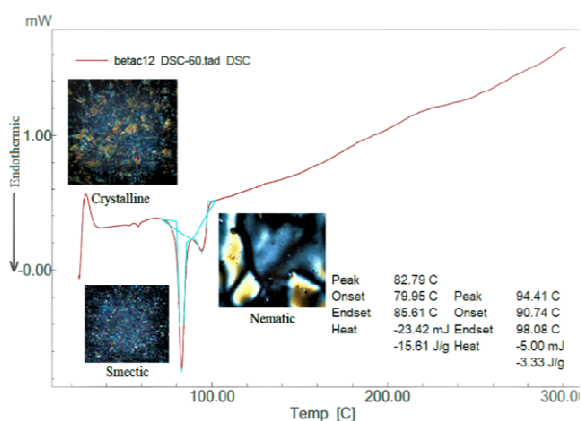 mW
betac12 DSC-60.tad DSC
1.00
Endothermic
Crystalline
-0.00
Smectic
Nematic
Peak 82.79 C
Onset 79.95 C
Endset 85.61 C
Heat -23.42 mJ
-15.61 J/g
Peak 94.41 C
Onset 90.74 C
Endset 98.08 C
Heat -5.00 mJ
-3.33 J/g
100.00 200.00 300.00
Temp [C]